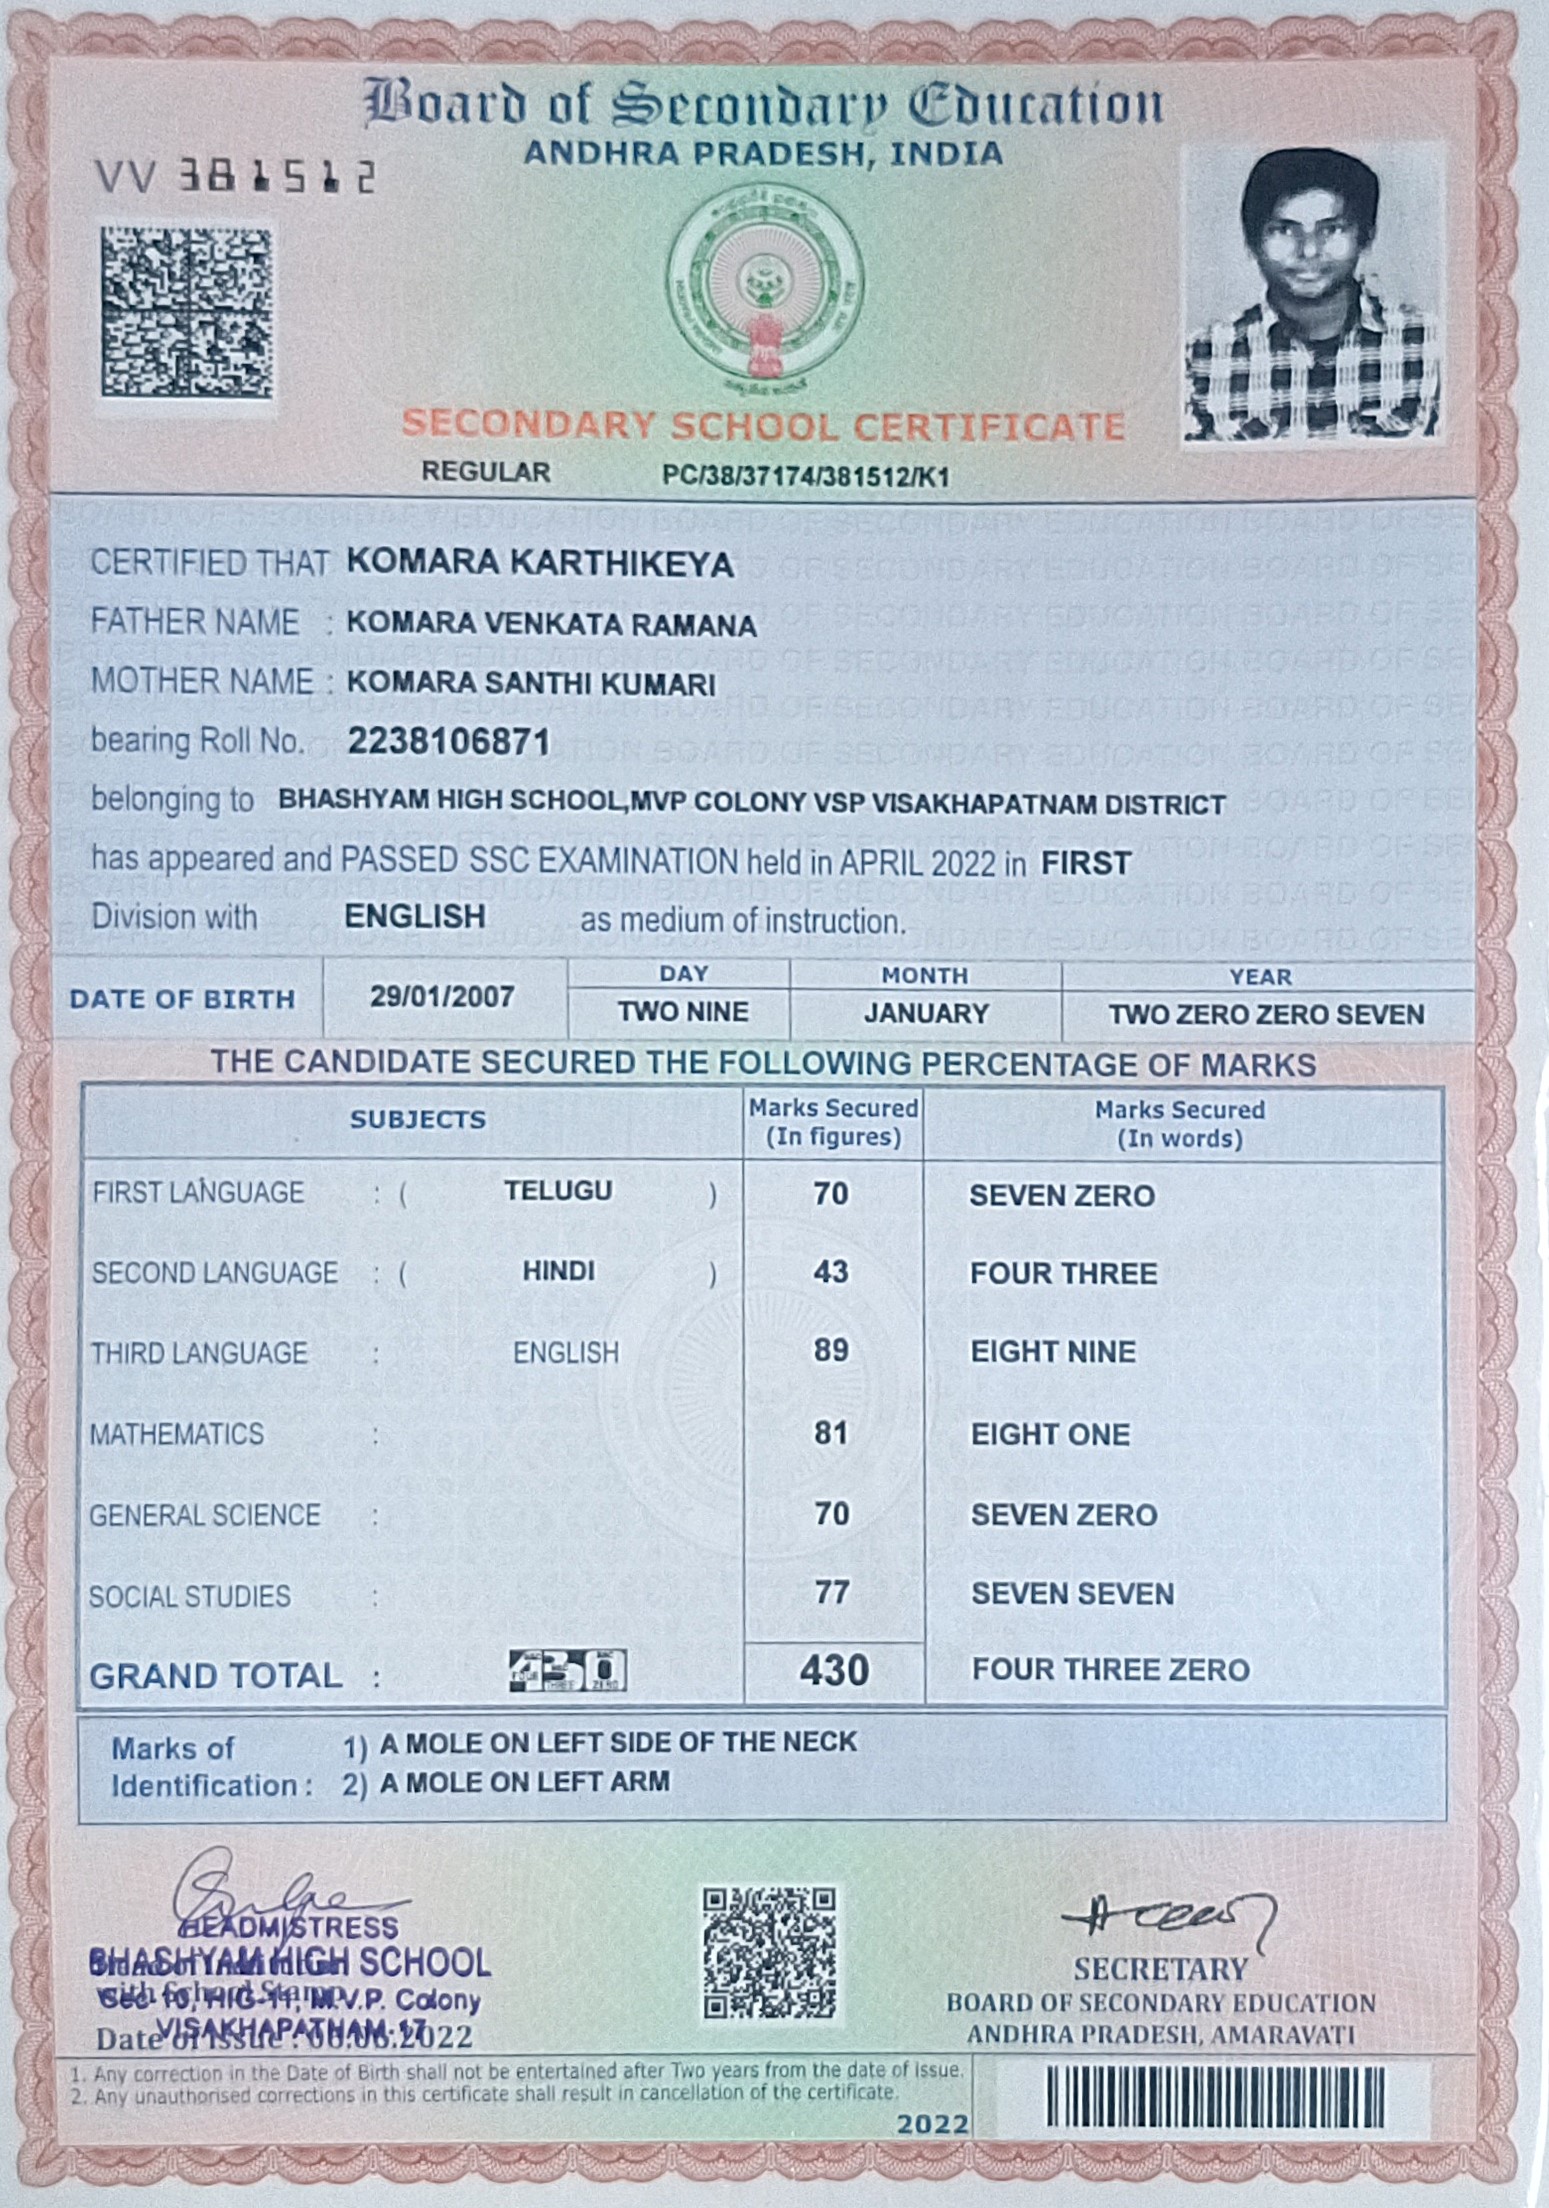 Board of Secondary Education
ANDHRA PRADESH, INDIA
VV 381512
SECONDARY SCHOOL CERTIFICATE
REGULAR PC/38/37174/381512/K1
CERTIFIED THAT KOMARA KARTHIKEYA
FATHER NAME : KOMARA VENKATA RAMANA
MOTHER NAME : KOMARA SANTHI KUMARI
bearing Roll No. 2238106871
belonging to BHASHYAM HIGH SCHOOL,MVP COLONY VSP VISAKHAPATNAM DISTRICT
has appeared and PASSED SSC EXAMINATION held in APRIL 2022 in FIRST
Division with ENGLISH as medium of instruction.
DATE OF BIRTH 29/01/2007 DAY MONTH YEAR
TWO NINE JANUARY TWO ZERO ZERO SEVEN
THE CANDIDATE SECURED THE FOLLOWING PERCENTAGE OF MARKS
SUBJECTS Marks Secured (In figures) Marks Secured (In words)
FIRST LANGUAGE : ( TELUGU ) 70 SEVEN ZERO
SECOND LANGUAGE : ( HINDI ) 43 FOUR THREE
THIRD LANGUAGE : ENGLISH 89 EIGHT NINE
MATHEMATICS : 81 EIGHT ONE
GENERAL SCIENCE : 70 SEVEN ZERO
SOCIAL STUDIES : 77 SEVEN SEVEN
GRAND TOTAL : 430 430 FOUR THREE ZERO
Marks of 1) A MOLE ON LEFT SIDE OF THE NECK
Identification : 2) A MOLE ON LEFT ARM
HEADMISTRESS
BHASHYAM HIGH SCHOOL
Sec-10, HIG-11, M.V.P. Colony
VISAKHAPATNAM-17
with School Stamp
Date of Issue : 06.06.2022
SECRETARY
BOARD OF SECONDARY EDUCATION
ANDHRA PRADESH, AMARAVATI
1. Any correction in the Date of Birth shall not be entertained after Two years from the date of issue.
2. Any unauthorised corrections in this certificate shall result in cancellation of the certificate.
2022